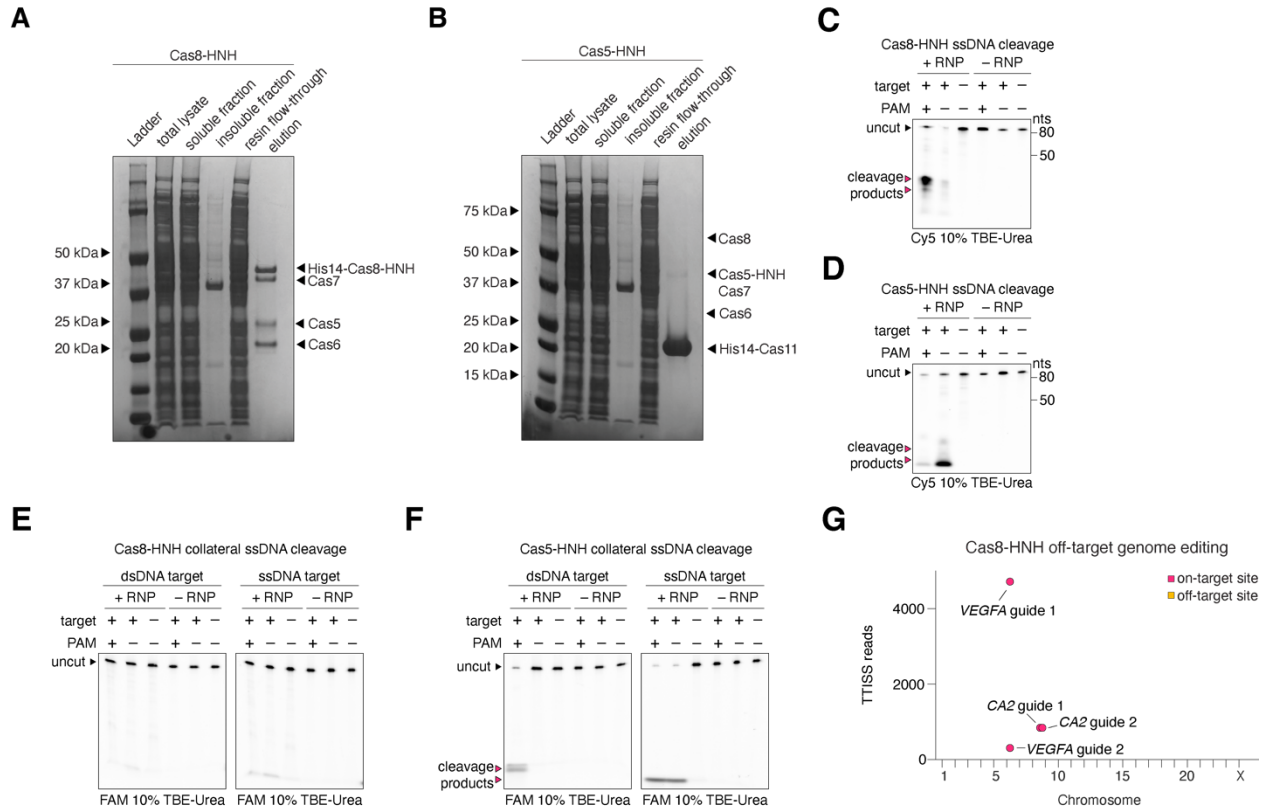 A
Cas8-HNH
Ladder
total lysate
soluble fraction
insoluble fraction
resin flow-through
elution
50 kDa
37 kDa
25 kDa
20 kDa
His14-Cas8-HNH
Cas7
Cas5
Cas6
B
Cas5-HNH
Ladder
total lysate
soluble fraction
insoluble fraction
resin flow-through
elution
75 kDa
50 kDa
37 kDa
25 kDa
20 kDa
15 kDa
Cas8
Cas5-HNH
Cas7
Cas6
His14-Cas11
C
Cas8-HNH ssDNA cleavage
+ RNP – RNP
target + + – + + –
PAM + – – + – –
nts
uncut
80
50
cleavage
products
Cy5 10% TBE-Urea
D
Cas5-HNH ssDNA cleavage
+ RNP – RNP
target + + – + + –
PAM + – – + – –
nts
uncut
80
50
cleavage
products
Cy5 10% TBE-Urea
E
Cas8-HNH collateral ssDNA cleavage
dsDNA target ssDNA target
+ RNP – RNP + RNP – RNP
target + + – + + – + + – + + –
PAM + – – + – – + – – + – –
uncut
FAM 10% TBE-Urea FAM 10% TBE-Urea
F
Cas5-HNH collateral ssDNA cleavage
dsDNA target ssDNA target
+ RNP – RNP + RNP – RNP
target + + – + + – + + – + + –
PAM + – – + – – + – – + – –
uncut
cleavage
products
FAM 10% TBE-Urea FAM 10% TBE-Urea
G
Cas8-HNH off-target genome editing
on-target site
off-target site
TTISS reads
4000
2000
0
VEGFA guide 1
CA2 guide 1
CA2 guide 2
VEGFA guide 2
1 5 10 15 20 X
Chromosome